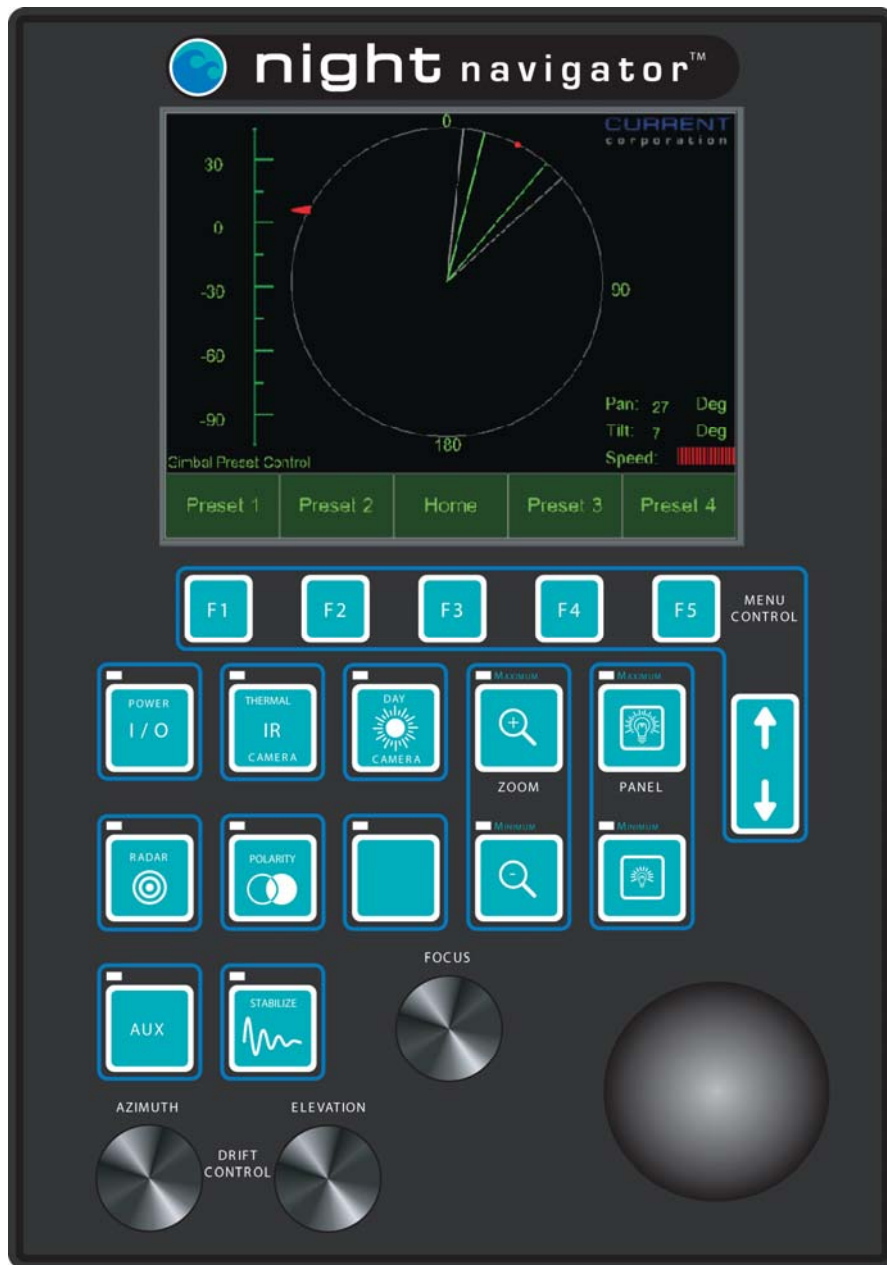 night navigator™
CURRENT
corporation
0
30
0
-30
90
-60
-90
180
Pan: 27 Deg
Tilt: 7 Deg
Speed:
Gimbal Preset Control
Preset 1 Preset 2 Home Preset 3 Preset 4
F1 F2 F3 F4 F5
MENU
CONTROL
POWER
I / O
THERMAL
IR
CAMERA
DAY
CAMERA
MAXIMUM
ZOOM
MINIMUM
-
MAXIMUM
PANEL
MINIMUM
RADAR
POLARITY
FOCUS
AUX
STABILIZE
AZIMUTH
ELEVATION
DRIFT
CONTROL